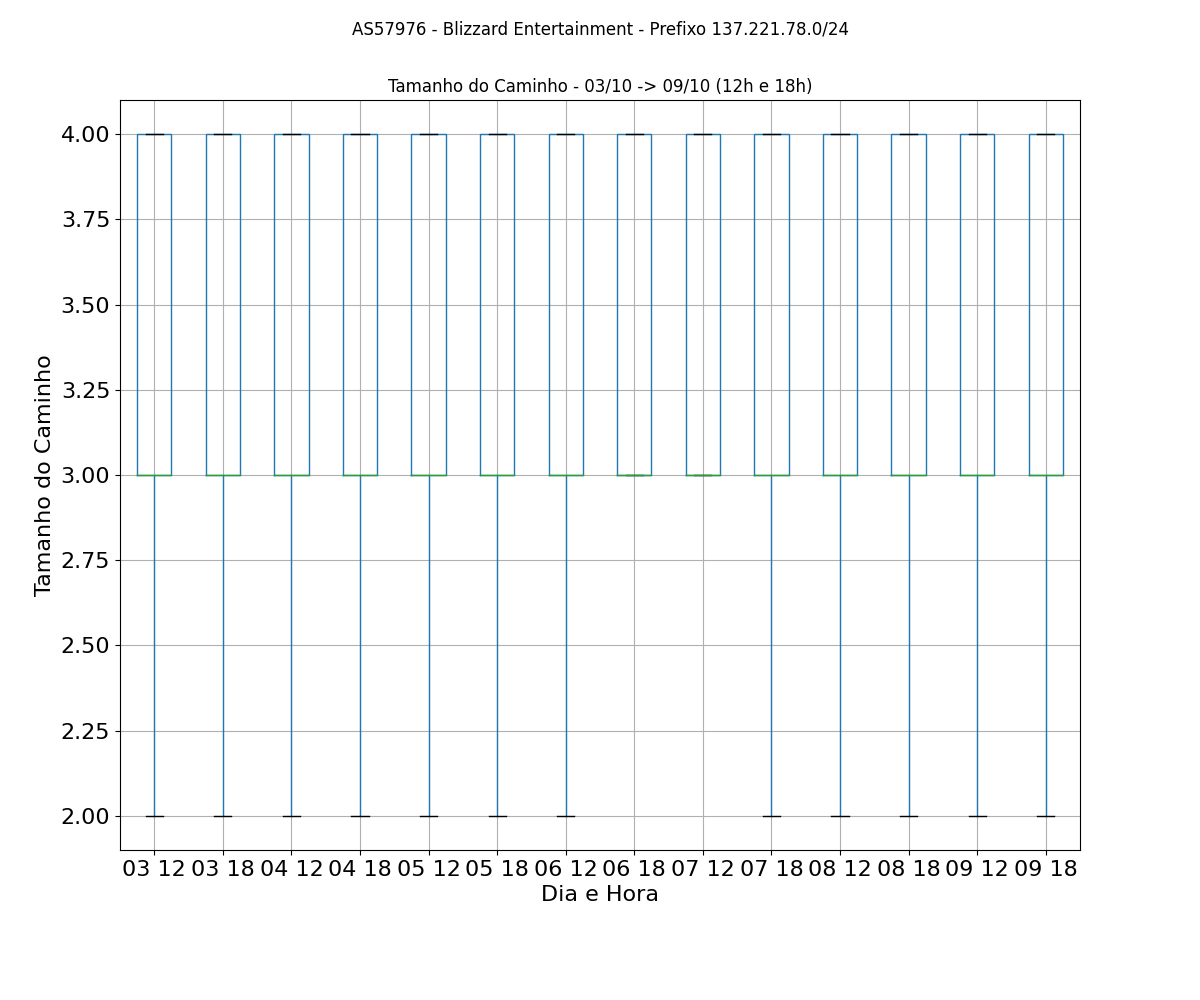 AS57976 - Blizzard Entertainment - Prefixo 137.221.78.0/24
Tamanho do Caminho - 03/10 -> 09/10 (12h e 18h)
4.00
3.75
3.50
3.25
3.00
2.75
2.50
2.25
2.00
Tamanho do Caminho
03 12 03 18 04 12 04 18 05 12 05 18 06 12 06 18 07 12 07 18 08 12 08 18 09 12 09 18
Dia e Hora